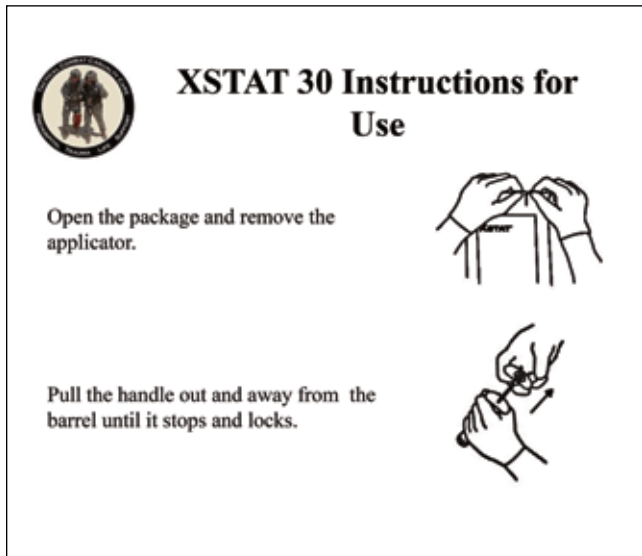 XSTAT 30 Instructions for
Use
Open the package and remove the
applicator.
XSTAT
Pull the handle out and away from  the
barrel until it stops and locks.